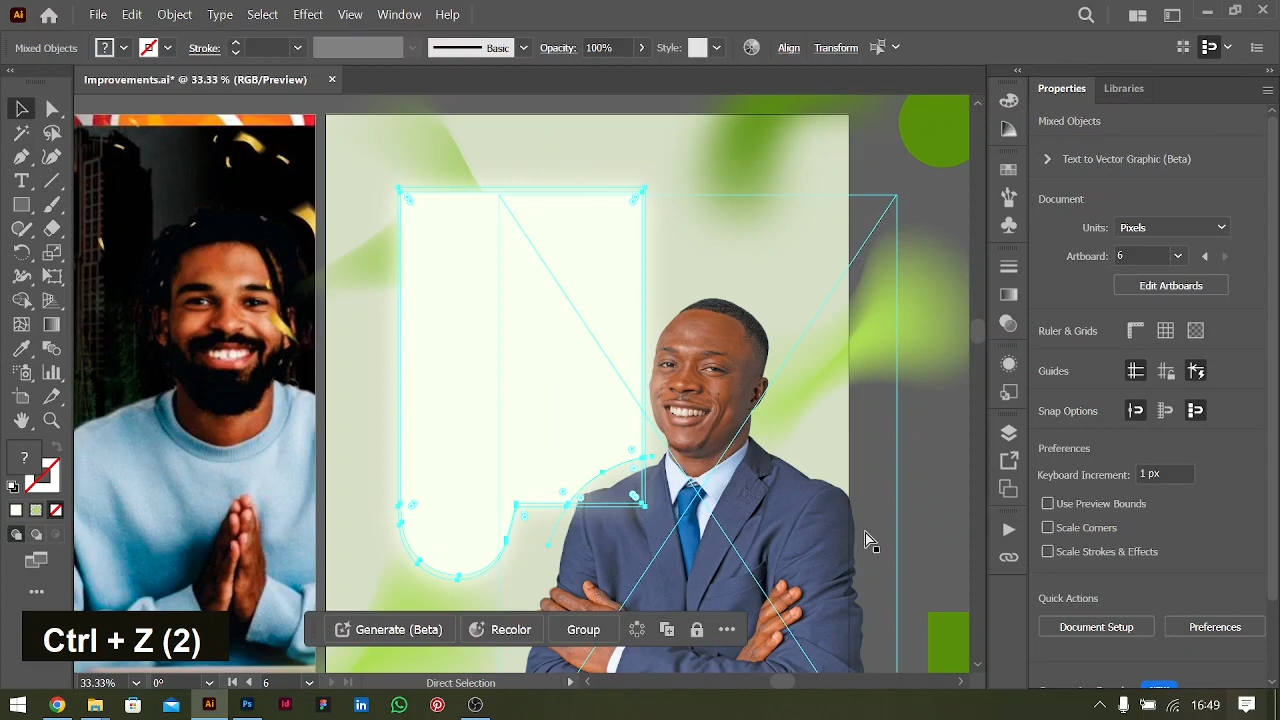 Ai File Edit Object Type Select Effect View Window Help
Mixed Objects ? Stroke: Basic Opacity: 100% Style: Align Transform
Improvements.ai* @ 33.33 % (RGB/Preview) ×
Properties Libraries
Mixed Objects
Text to Vector Graphic (Beta)
Document
Units: Pixels
Artboard: 6
Edit Artboards
Ruler & Grids
Guides
Snap Options
Preferences
Keyboard Increment: 1 px
Use Preview Bounds
Scale Corners
Scale Strokes & Effects
Quick Actions
Document Setup Preferences
?
Generate (Beta) Recolor Group
Ctrl + Z (2)
33.33% 0° 6 Direct Selection
Ai Ps Id 16:49